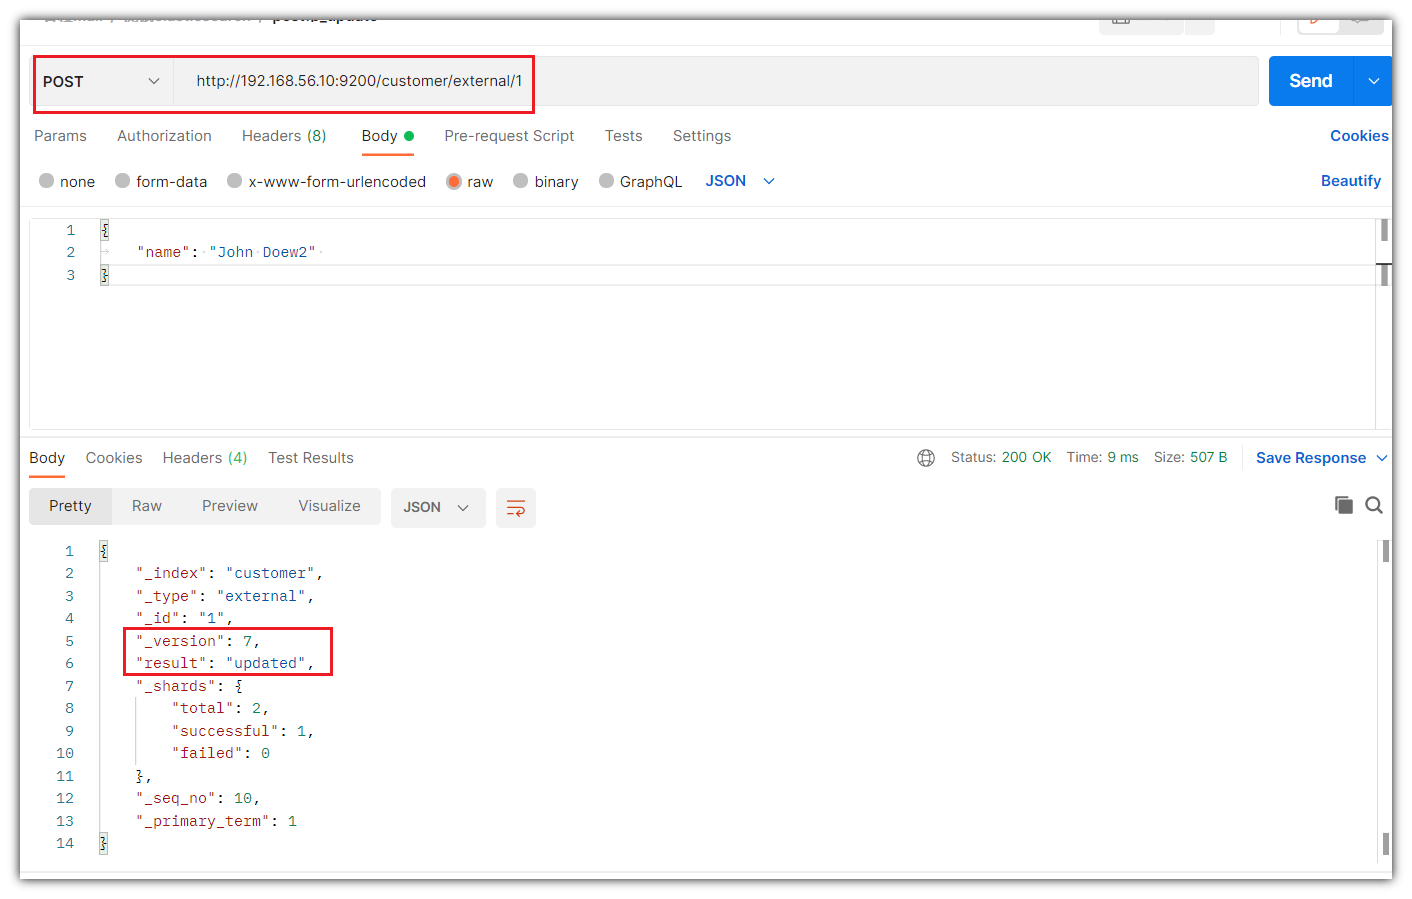 POST http://192.168.56.10:9200/customer/external/1 Send
Params Authorization Headers (8) Body Pre-request Script Tests Settings Cookies
none form-data x-www-form-urlencoded raw binary GraphQL JSON Beautify
1 {
2 "name": "John Doew2"
3 }
Body Cookies Headers (4) Test Results Status: 200 OK Time: 9 ms Size: 507 B Save Response
Pretty Raw Preview Visualize JSON
1 {
2 "_index": "customer",
3 "_type": "external",
4 "_id": "1",
5 "_version": 7,
6 "result": "updated",
7 "_shards": {
8 "total": 2,
9 "successful": 1,
10 "failed": 0
11 },
12 "_seq_no": 10,
13 "_primary_term": 1
14 }